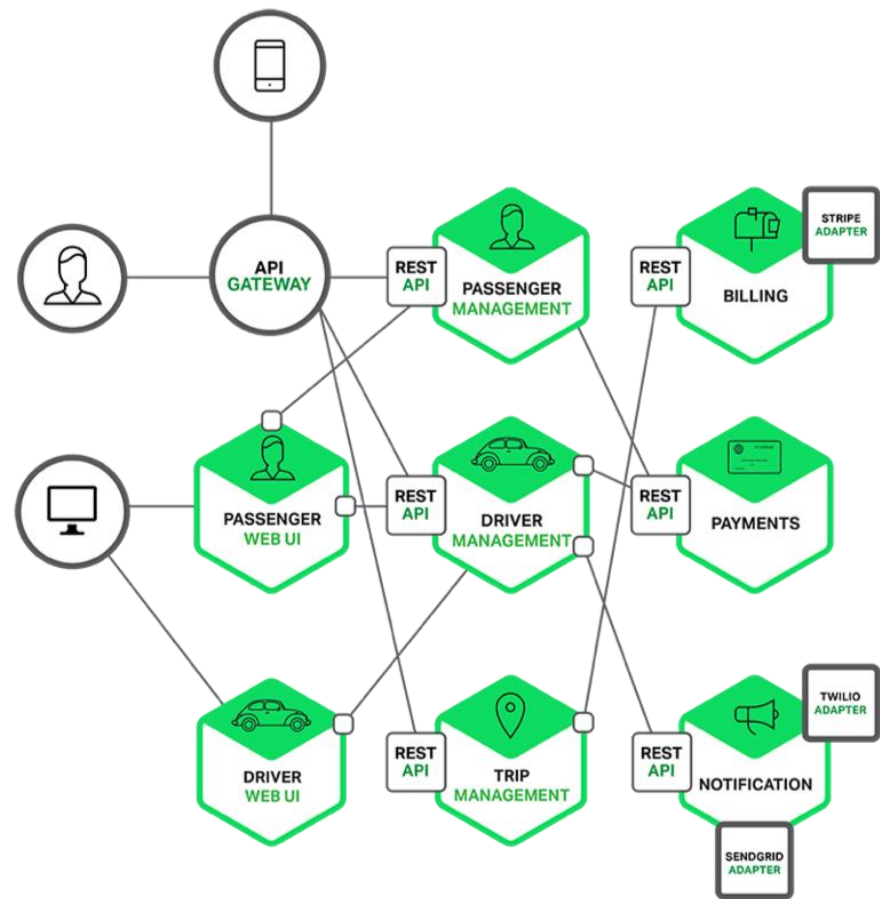 API
GATEWAY
REST
API
PASSENGER
MANAGEMENT
REST
API
BILLING
STRIPE
ADAPTER
PASSENGER
WEB UI
REST
API
DRIVER
MANAGEMENT
REST
API
PAYMENTS
DRIVER
WEB UI
REST
API
TRIP
MANAGEMENT
REST
API
NOTIFICATION
TWILIO
ADAPTER
SENDGRID
ADAPTER